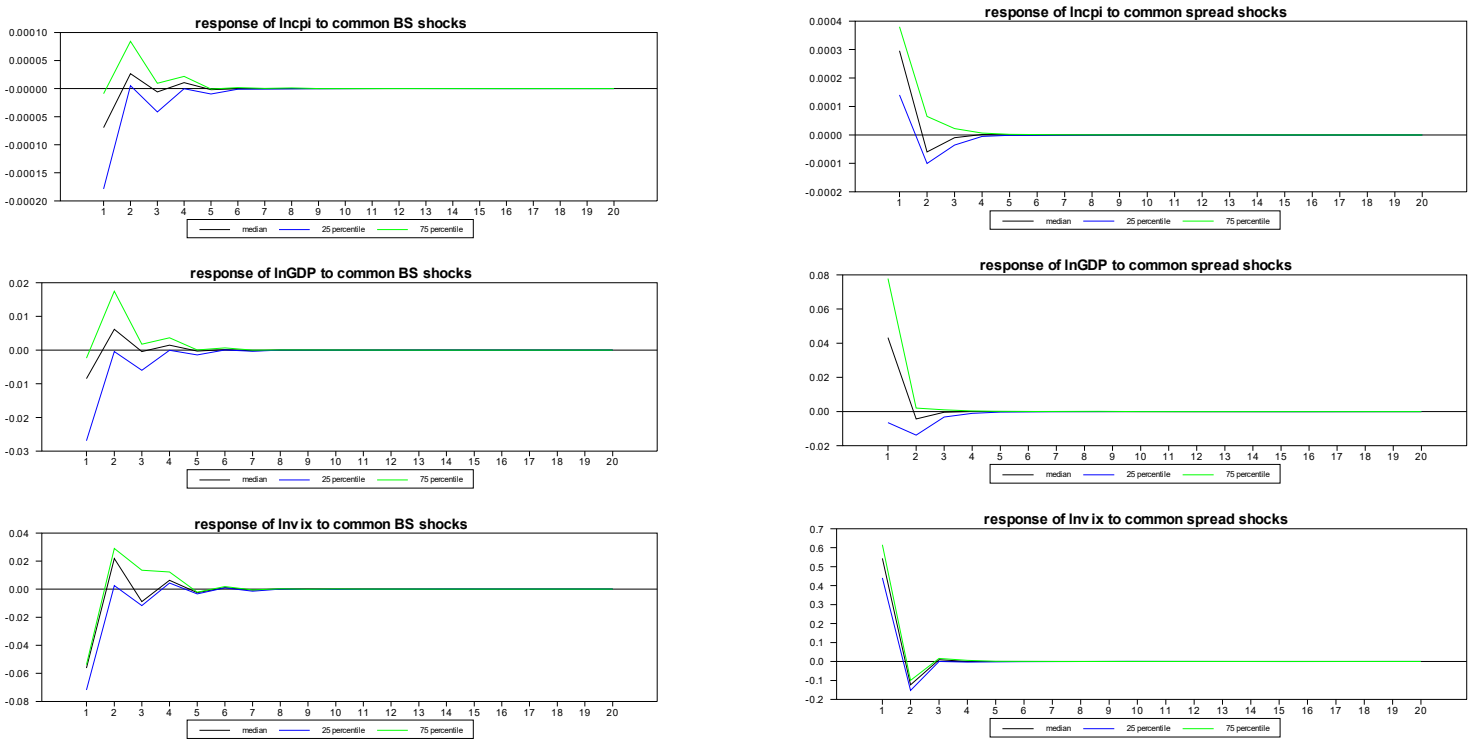 response of lncpi to common BS shocks
0.00010
0.00005
-0.00000
-0.00005
-0.00010
-0.00015
-0.00020
1 2 3 4 5 6 7 8 9 10 11 12 13 14 15 16 17 18 19 20
median 25 percentile 75 percentile
response of lncpi to common spread shocks
0.0004
0.0003
0.0002
0.0001
0.0000
-0.0001
-0.0002
1 2 3 4 5 6 7 8 9 10 11 12 13 14 15 16 17 18 19 20
median 25 percentile 75 percentile
response of lnGDP to common BS shocks
0.02
0.01
0.00
-0.01
-0.02
-0.03
1 2 3 4 5 6 7 8 9 10 11 12 13 14 15 16 17 18 19 20
median 25 percentile 75 percentile
response of lnGDP to common spread shocks
0.08
0.06
0.04
0.02
0.00
-0.02
1 2 3 4 5 6 7 8 9 10 11 12 13 14 15 16 17 18 19 20
median 25 percentile 75 percentile
response of lnvix to common BS shocks
0.04
0.02
0.00
-0.02
-0.04
-0.06
-0.08
1 2 3 4 5 6 7 8 9 10 11 12 13 14 15 16 17 18 19 20
median 25 percentile 75 percentile
response of lnvix to common spread shocks
0.7
0.6
0.5
0.4
0.3
0.2
0.1
0.0
-0.1
-0.2
1 2 3 4 5 6 7 8 9 10 11 12 13 14 15 16 17 18 19 20
median 25 percentile 75 percentile